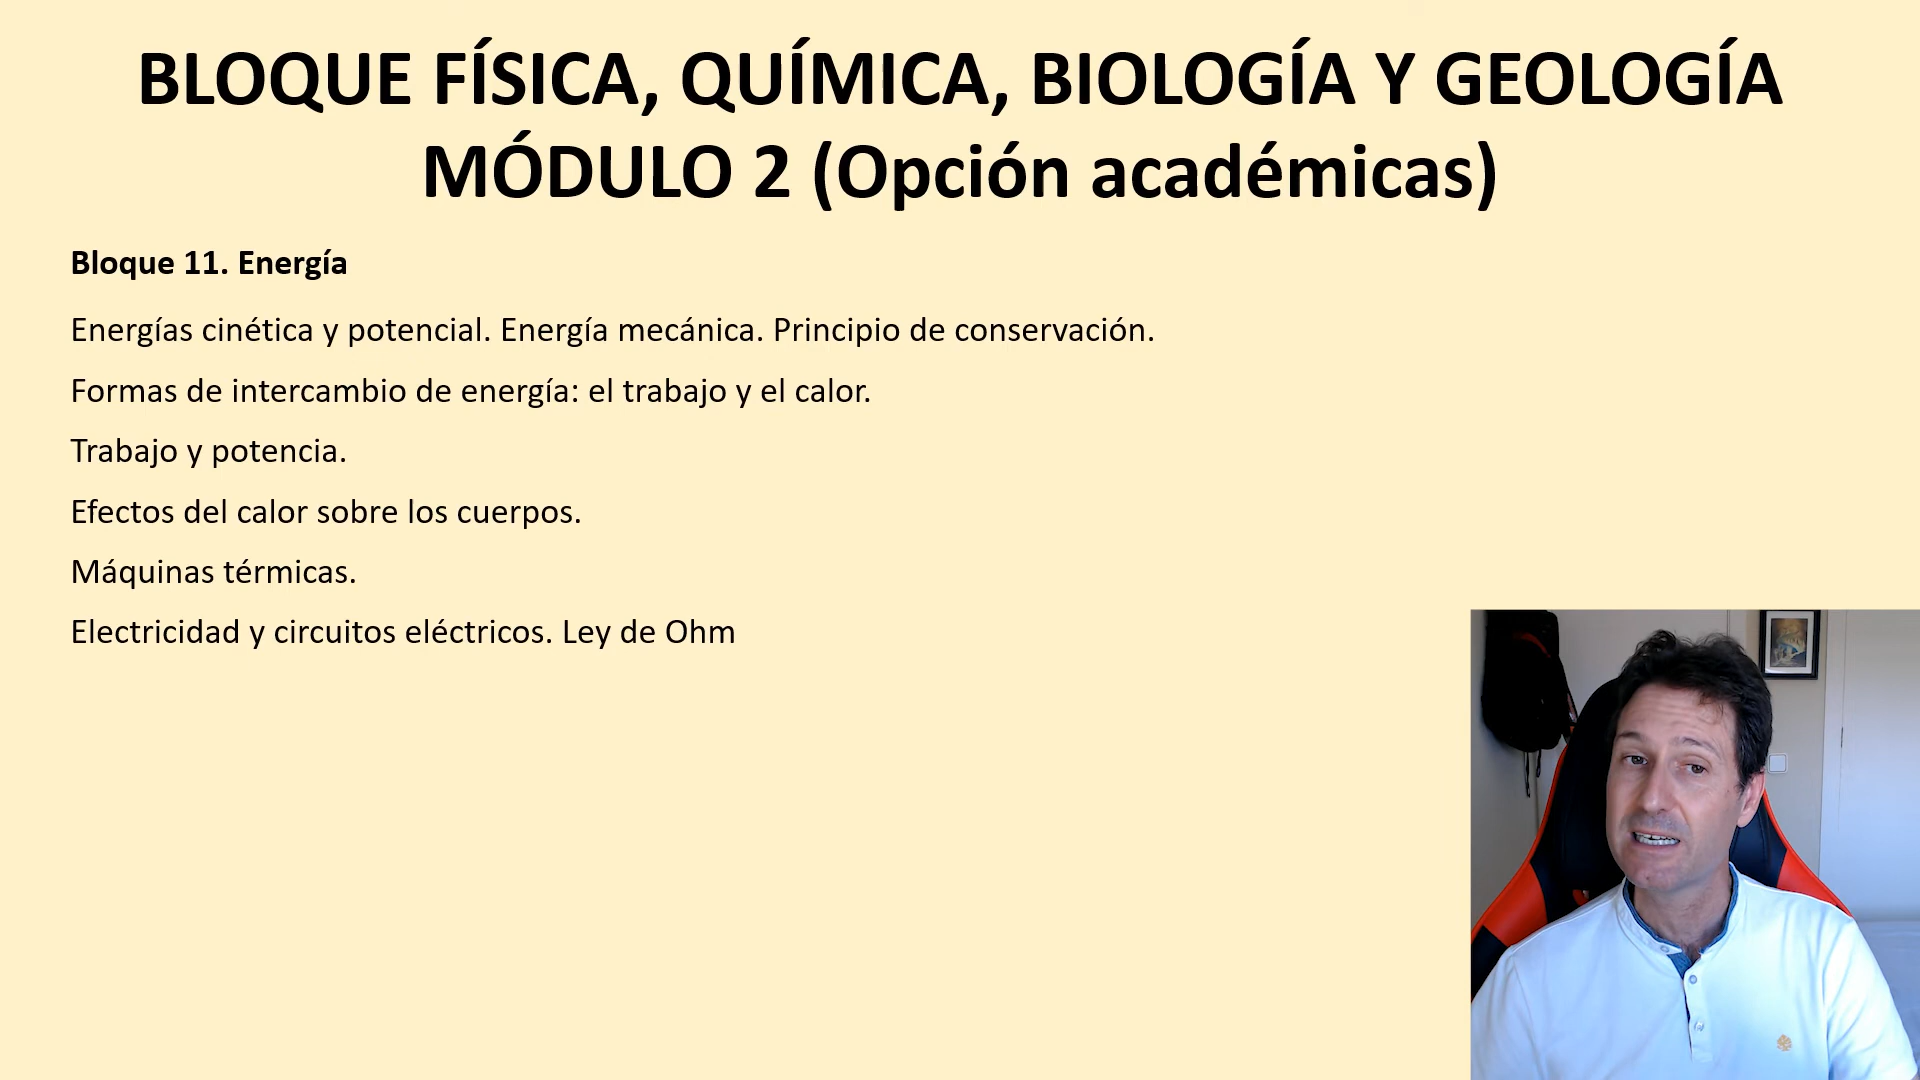 BLOQUE FÍSICA, QUÍMICA, BIOLOGÍA Y GEOLOGÍA
MÓDULO 2 (Opción académicas)
Bloque 11. Energía
Energías cinética y potencial. Energía mecánica. Principio de conservación.
Formas de intercambio de energía: el trabajo y el calor.
Trabajo y potencia.
Efectos del calor sobre los cuerpos.
Máquinas térmicas.
Electricidad y circuitos eléctricos. Ley de Ohm